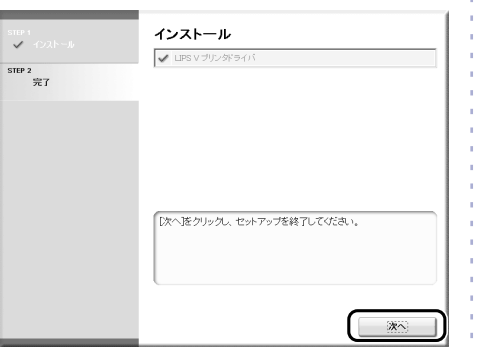 STEP 1
インストール
STEP 2
完了
インストール
LIPS V プリンタドライバ
[次へ]をクリックし、セットアップを終了してください。
次へ